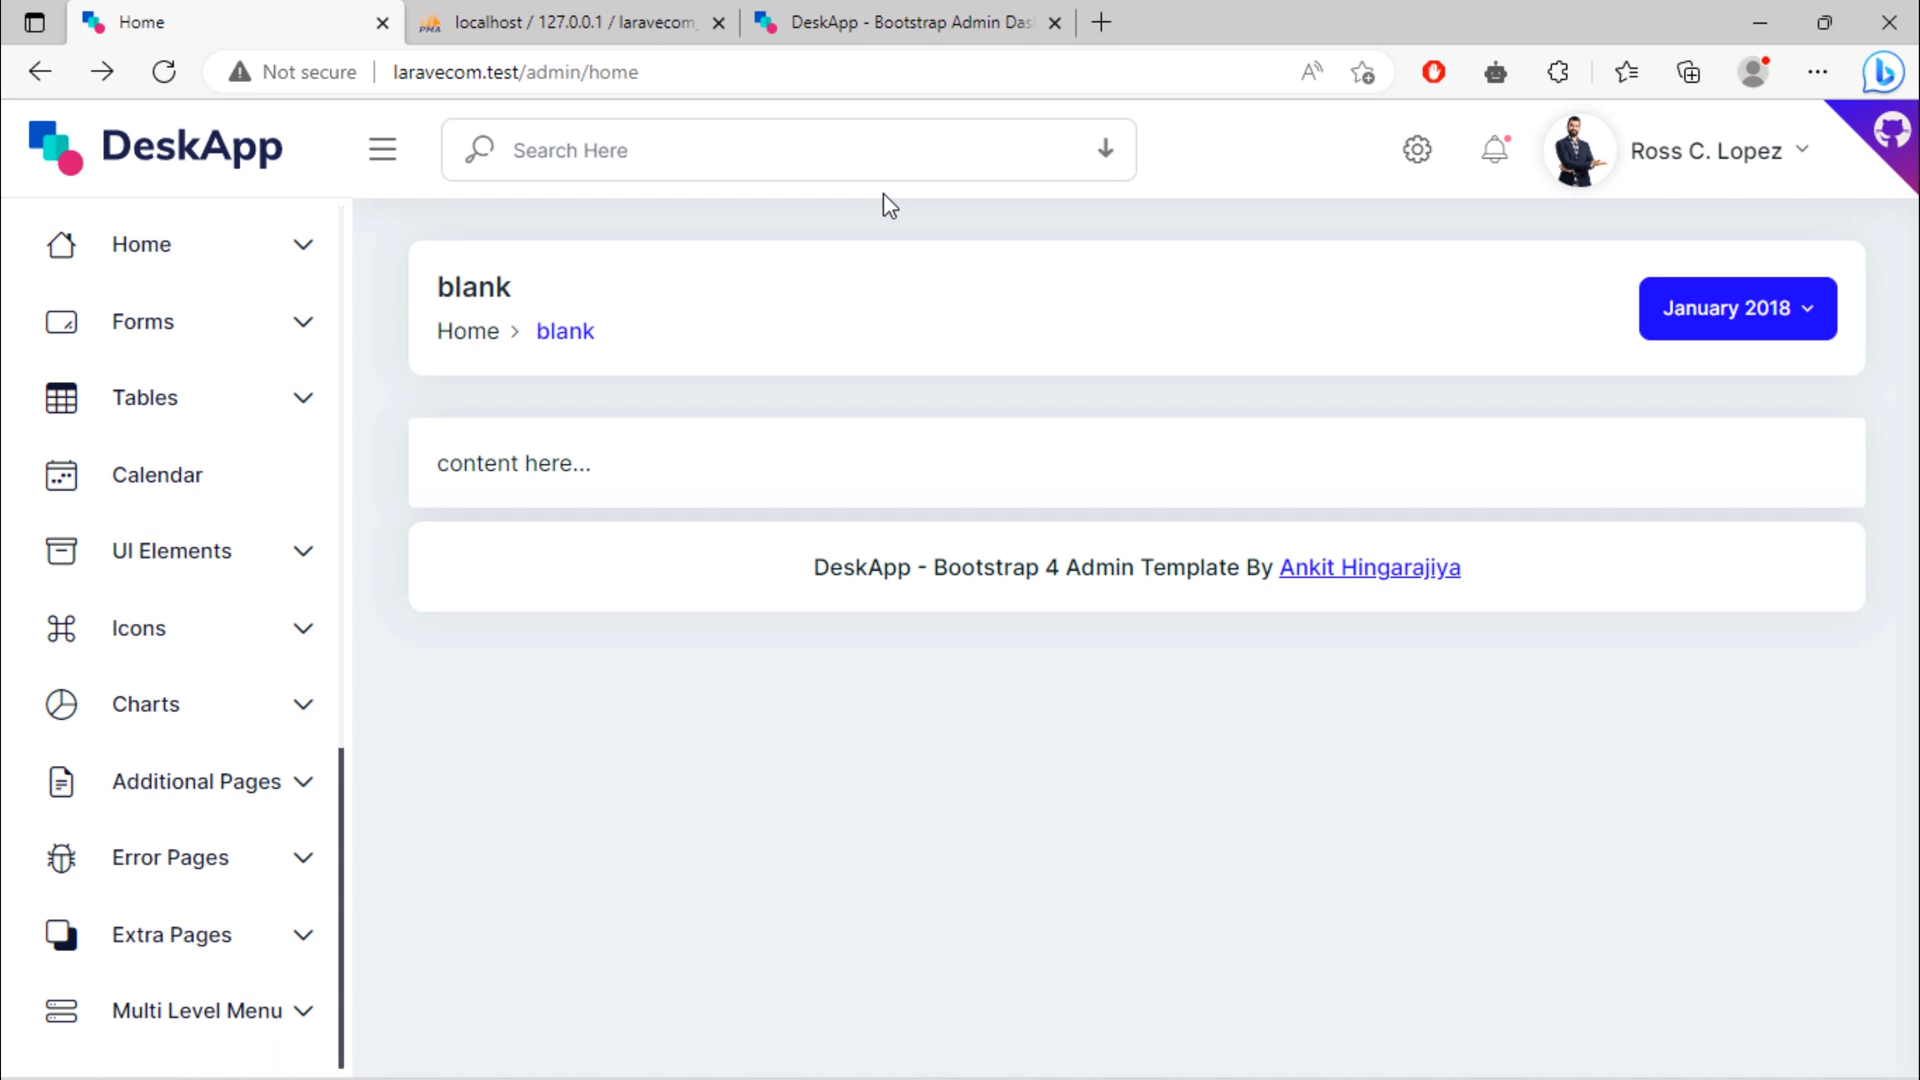 Home
localhost / 127.0.0.1 / laravecom_
DeskApp - Bootstrap Admin Das
Not secure
laravecom.test/admin/home
DeskApp
Search Here
Ross C. Lopez
Home
Forms
Tables
Calendar
UI Elements
Icons
Charts
Additional Pages
Error Pages
Extra Pages
Multi Level Menu
blank
Home > blank
January 2018
content here...
DeskApp - Bootstrap 4 Admin Template By Ankit Hingarajiya